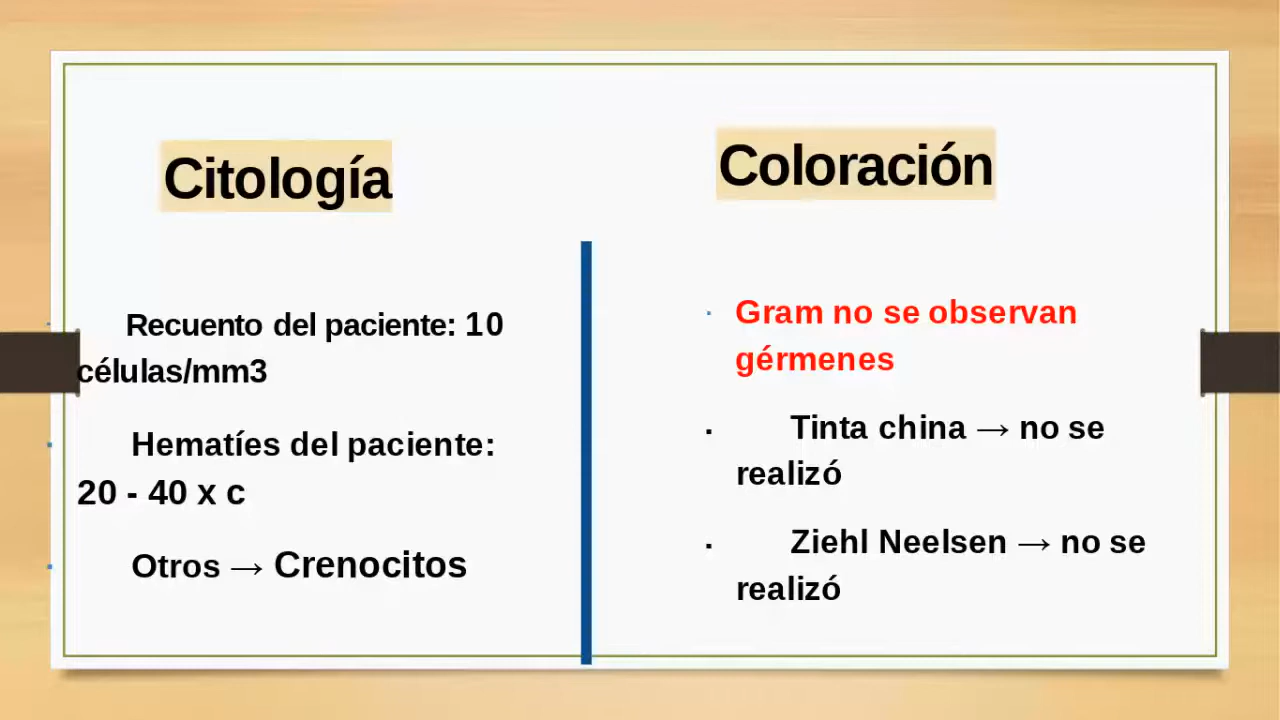 Citología
Recuento del paciente: 10
células/mm3
Hematíes del paciente:
20 - 40 x c
Otros → Crenocitos
Coloración
Gram no se observan
gérmenes
Tinta china → no se
realizó
Ziehl Neelsen → no se
realizó